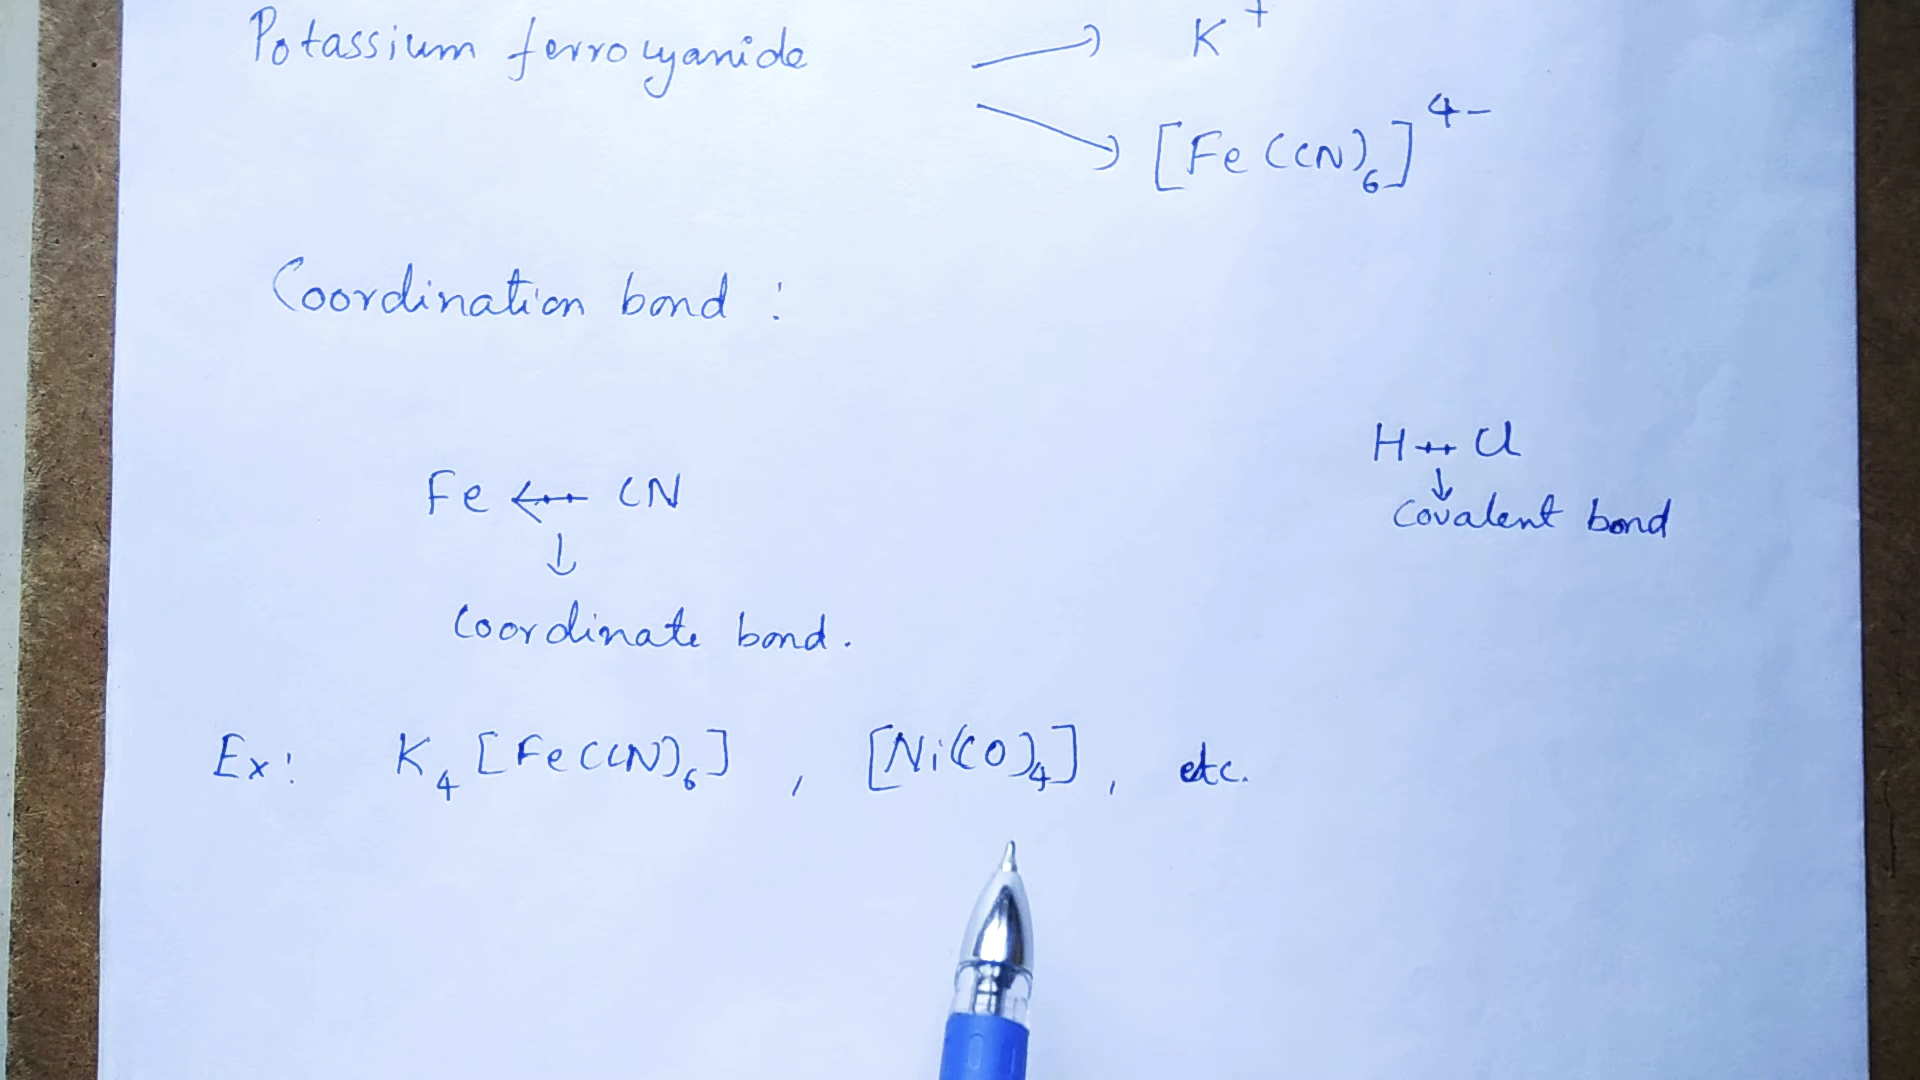 Potassium ferrocyanide → K⁺
→ [Fe(CN)₆]⁴⁻
Coordination bond :
H — Cl
↓
Covalent bond
Fe ← CN
↓
Coordinate bond.
Ex: K₄[Fe(CN)₆] , [Ni(CO)₄] , etc.